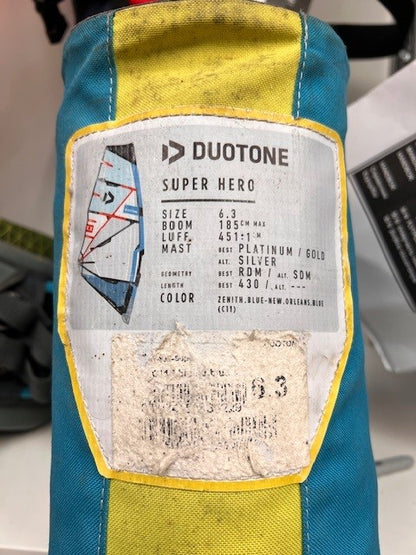 DUOTONE
SUPER HERO
SIZE 6.3
BOOM 185CM MAX
LUFF 451±1CM
MAST BEST PLATINUM / GOLD
ALT. SILVER
GEOMETRY BEST RDM / ALT. SDM
LENGTH BEST 430 / ALT. ---
COLOR ZENITH.BLUE-NEW.ORLEANS.BLUE
(C11)
6.3